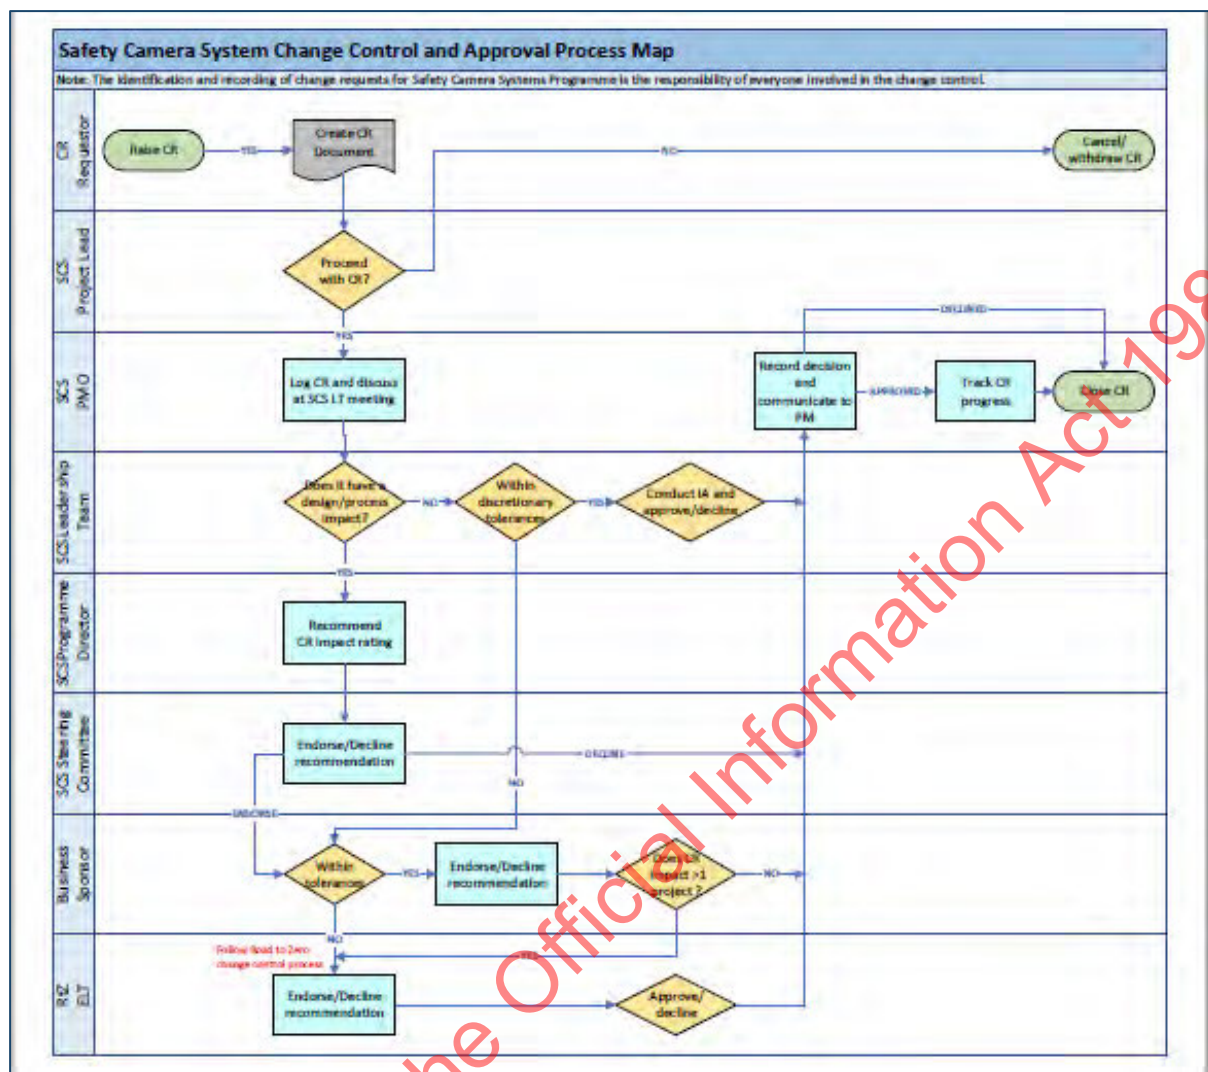 Safety Camera System Change Control and Approval Process Map
Note: The identification and recording of change requests for Safety Camera Systems Programme is the responsibility of everyone involved in the change control.
CR
Requestor
Raise CR
YES
Create CR
Document
NO
Cancel/
withdraw CR
SCS
Project Lead
Proceed
with CR?
YES
DECLINED
SCS
PMO
Log CR and discuss
at SCS LT meeting
Record decision
and
communicate to
PM
APPROVED
Track CR
progress
Close CR
SCS Leadership
Team
Does it have a
design/process
impact?
NO
Within
discretionary
tolerances
YES
Conduct IA and
approve/decline
YES
SCS Programme
Director
Recommend
CR impact rating
SCS Steering
Committee
Endorse/Decline
recommendation
DECLINE
NO
ENDORSE
Business
Sponsor
Within
tolerances
YES
Endorse/Decline
recommendation
Does CR
impact >1
project ?
NO
NO
YES
Follow Road to Zero
change control process
RtZ
ELT
Endorse/Decline
recommendation
Approve/
decline
he Official Information Act 198